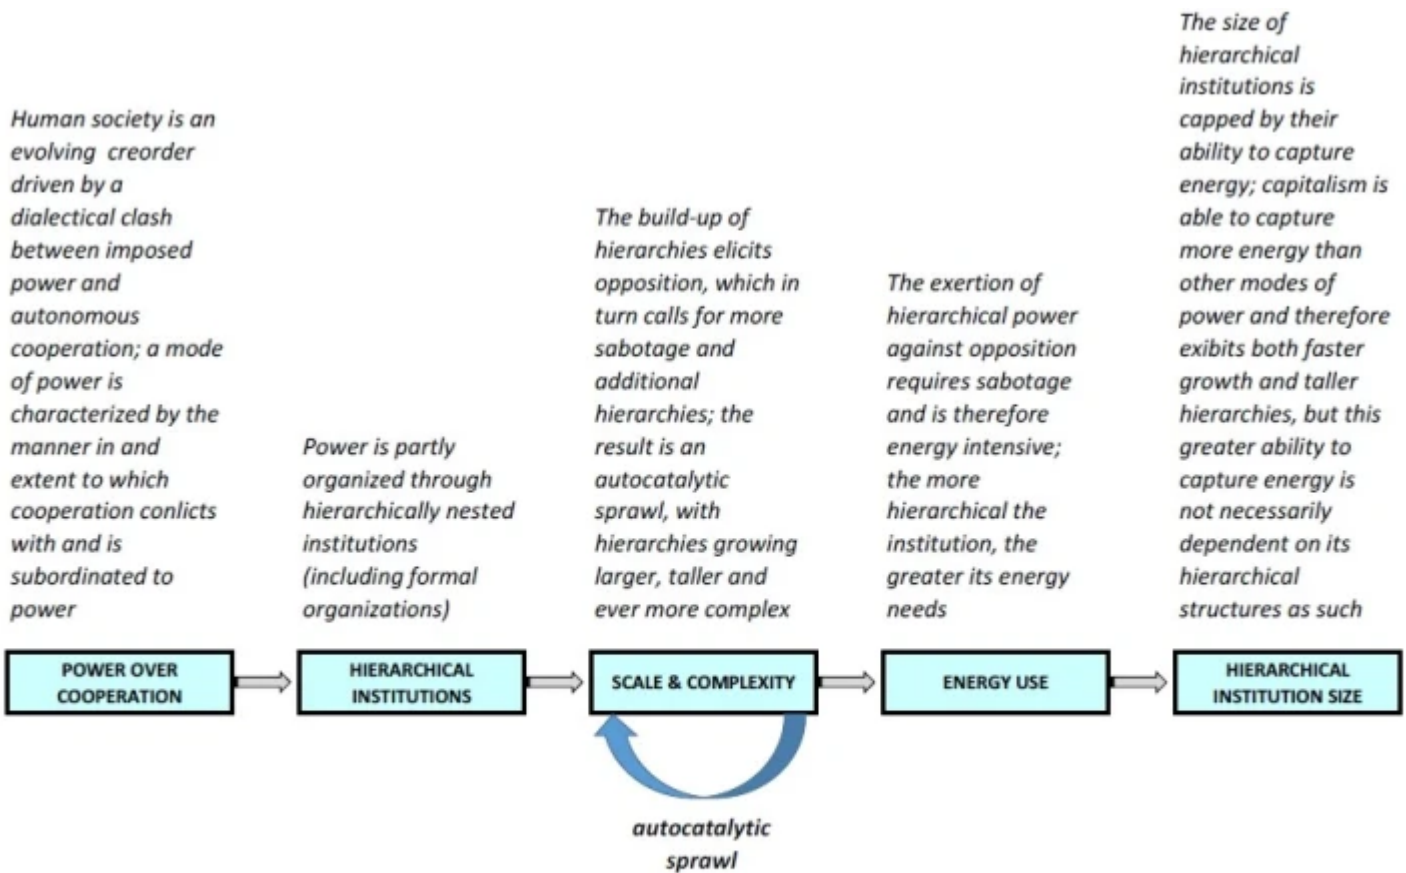 Human society is an
evolving creorder
driven by a
dialectical clash
between imposed
power and
autonomous
cooperation; a mode
of power is
characterized by the
manner in and
extent to which
cooperation conlicts
with and is
subordinated to
power
POWER OVER
COOPERATION
Power is partly
organized through
hierarchically nested
institutions
(including formal
organizations)
HIERARCHICAL
INSTITUTIONS
The build-up of
hierarchies elicits
opposition, which in
turn calls for more
sabotage and
additional
hierarchies; the
result is an
autocatalytic
sprawl, with
hierarchies growing
larger, taller and
ever more complex
SCALE & COMPLEXITY
autocatalytic
sprawl
The exertion of
hierarchical power
against opposition
requires sabotage
and is therefore
energy intensive;
the more
hierarchical the
institution, the
greater its energy
needs
ENERGY USE
The size of
hierarchical
institutions is
capped by their
ability to capture
energy; capitalism is
able to capture
more energy than
other modes of
power and therefore
exibits both faster
growth and taller
hierarchies, but this
greater ability to
capture energy is
not necessarily
dependent on its
hierarchical
structures as such
HIERARCHICAL
INSTITUTION SIZE